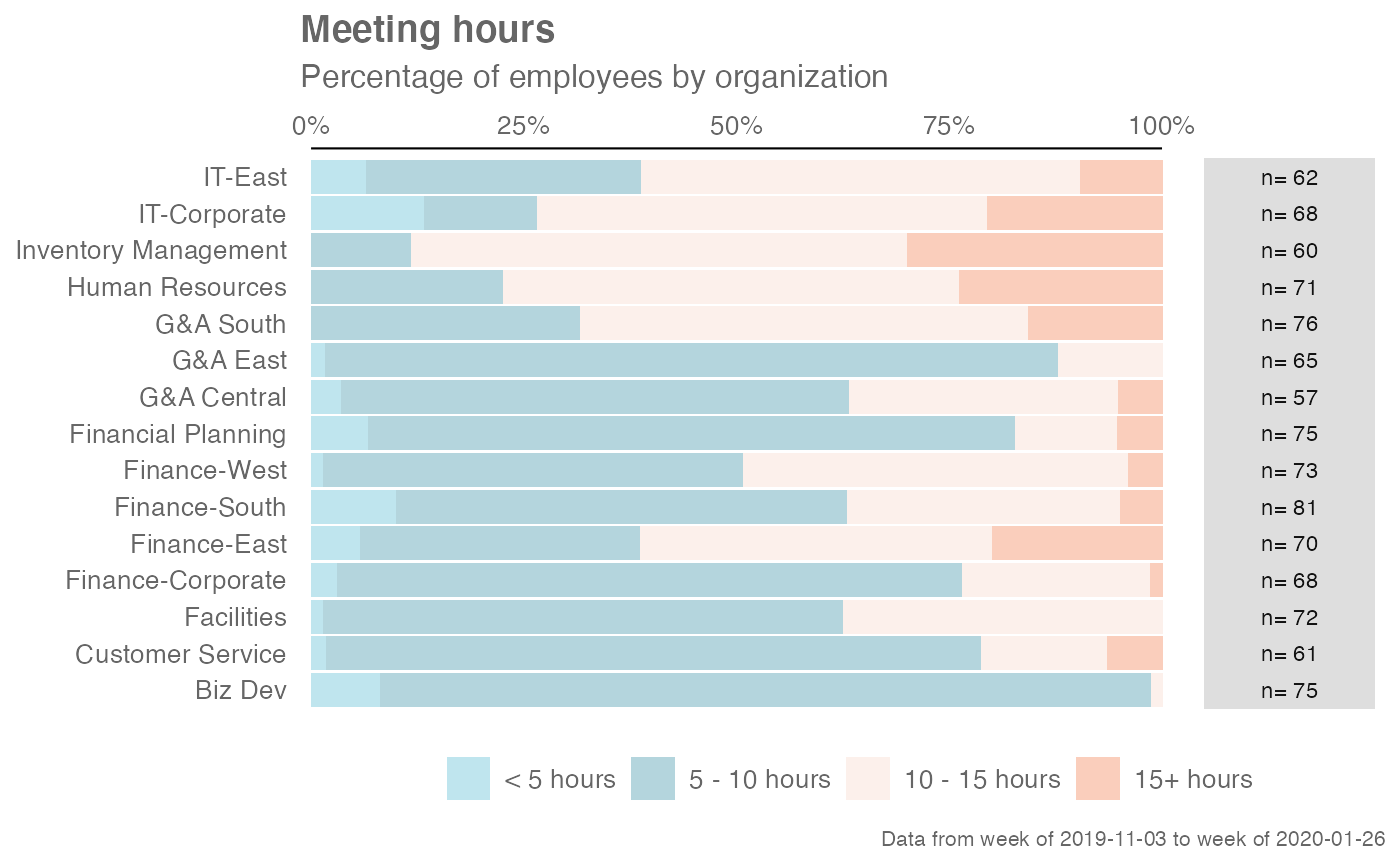 Meeting hours
Percentage of employees by organization
0% 25% 50% 75% 100%
IT-East n= 62
IT-Corporate n= 68
Inventory Management n= 60
Human Resources n= 71
G&A South n= 76
G&A East n= 65
G&A Central n= 57
Financial Planning n= 75
Finance-West n= 73
Finance-South n= 81
Finance-East n= 70
Finance-Corporate n= 68
Facilities n= 72
Customer Service n= 61
Biz Dev n= 75
< 5 hours 5 - 10 hours 10 - 15 hours 15+ hours
Data from week of 2019-11-03 to week of 2020-01-26